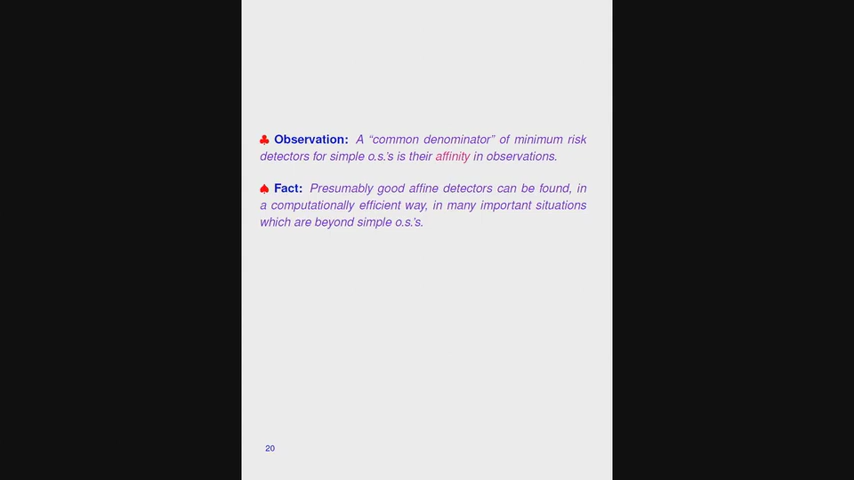 ♣ Observation: A “common denominator” of minimum risk
detectors for simple o.s.’s is their affinity in observations.
♠ Fact: Presumably good affine detectors can be found, in
a computationally efficient way, in many important situations
which are beyond simple o.s.’s.
20